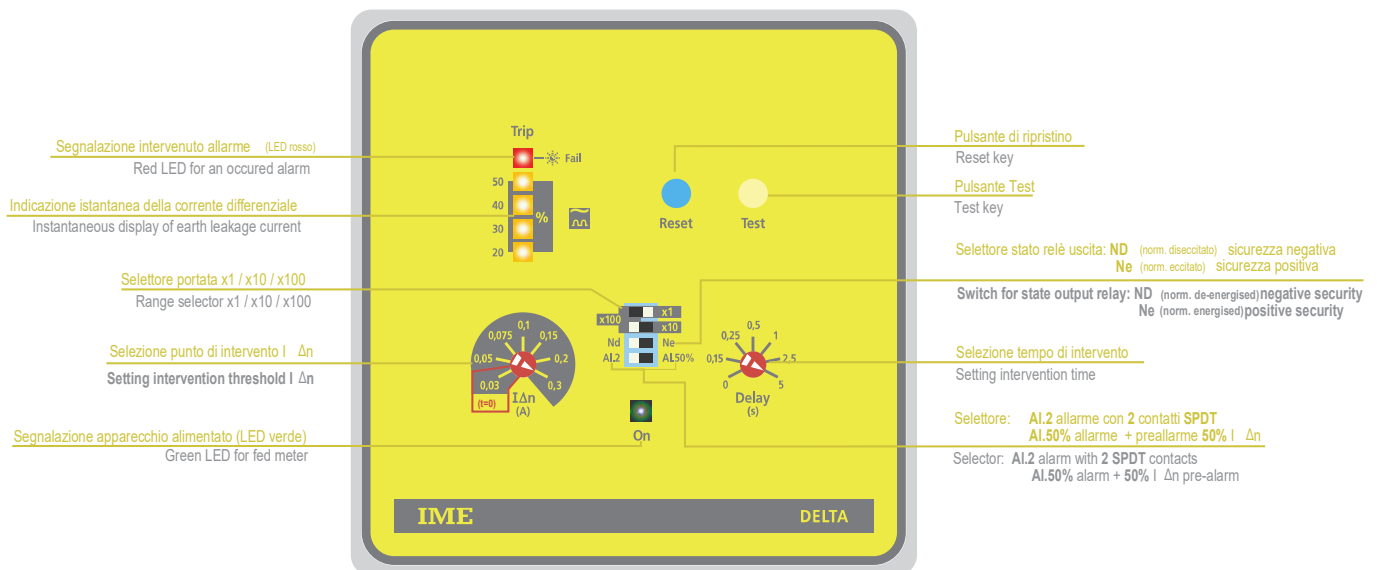 Segnalazione intervenuto allarme (LED rosso)
Red LED for an occured alarm
Indicazione istantanea della corrente differenziale
Instantaneous display of earth leakage current
Selettore portata x1 / x10 / x100
Range selector x1 / x10 / x100
Selezione punto di intervento I Δn
Setting intervention threshold I Δn
Segnalazione apparecchio alimentato (LED verde)
Green LED for fed meter
Trip
Fail
50
40
%
30
20
Reset
Test
x1
x100
x10
Nd
Ne
Al.2
Al.50%
0,1
0,075
0,15
0,05
0,2
0,03
0,3
(t=0)
IΔn
(A)
0,5
0,25
1
0,15
2,5
0
5
Delay
(s)
On
IME
DELTA
Pulsante di ripristino
Reset key
Pulsante Test
Test key
Selettore stato relè uscita: ND (norm. diseccitato) sicurezza negativa
Ne (norm. eccitato) sicurezza positiva
Switch for state output relay: ND (norm. de-energised) negative security
Ne (norm. energised) positive security
Selezione tempo di intervento
Setting intervention time
Selettore: Al.2 allarme con 2 contatti SPDT
Al.50% allarme + preallarme 50% I Δn
Selector: Al.2 alarm with 2 SPDT contacts
Al.50% alarm + 50% I Δn pre-alarm